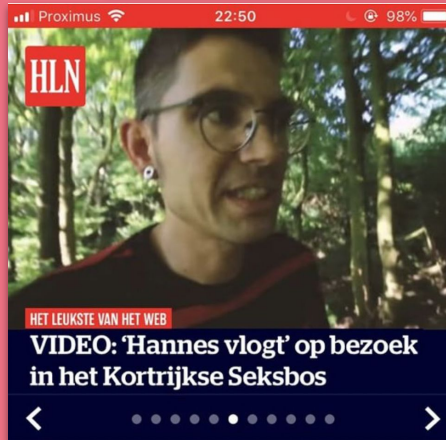 Proximus 22:50 98%
HLN
HET LEUKSTE VAN HET WEB
VIDEO: ‘Hannes vlogt’ op bezoek
in het Kortrijkse Seksbos